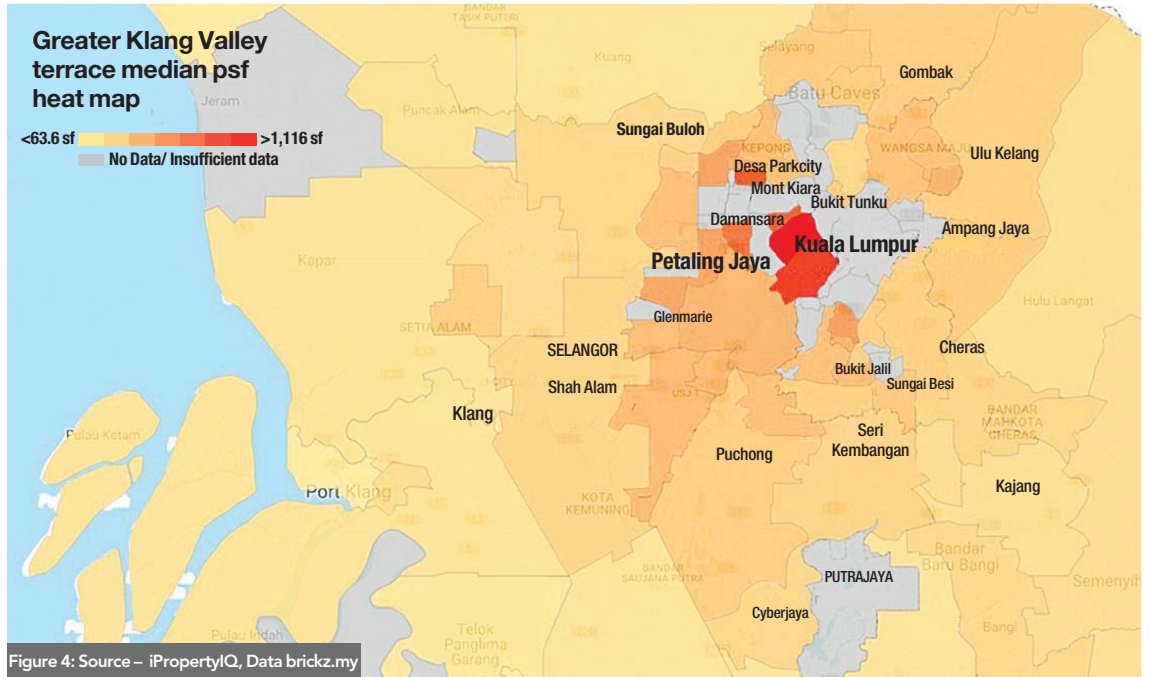 Greater Klang Valley
terrace median psf
heat map
<63.6 sf >1,116 sf
No Data/ Insufficient data
BANDAR
TASIK PUTERI
Kuang
Selayang
Gombak
Jeram
Puncak Alam
Batu Caves
Sungai Buloh
KEPONG
WANGSA MAJU
Ulu Kelang
Desa Parkcity
Mont Kiara
Bukit Tunku
Damansara
Ampang Jaya
Kuala Lumpur
Petaling Jaya
Kapar
Hulu Langat
Glenmarie
SETIA ALAM
SELANGOR
Cheras
Bukit Jalil
Sungai Besi
Shah Alam
USJ 1
Klang
BANDAR
MAHKOTA
CHERAS
Pulau Ketam
Seri
Kembangan
Puchong
Kajang
Port Klang
KOTA
KEMUNING
Bandar
Baru Bangi
BANDAR
SAUJANA PUTRA
PUTRAJAYA
Semenyih
Cyberjaya
Bangi
Pulau Indah
Telok
Panglima
Garang
Figure 4: Source – iPropertyIQ, Data brickz.my